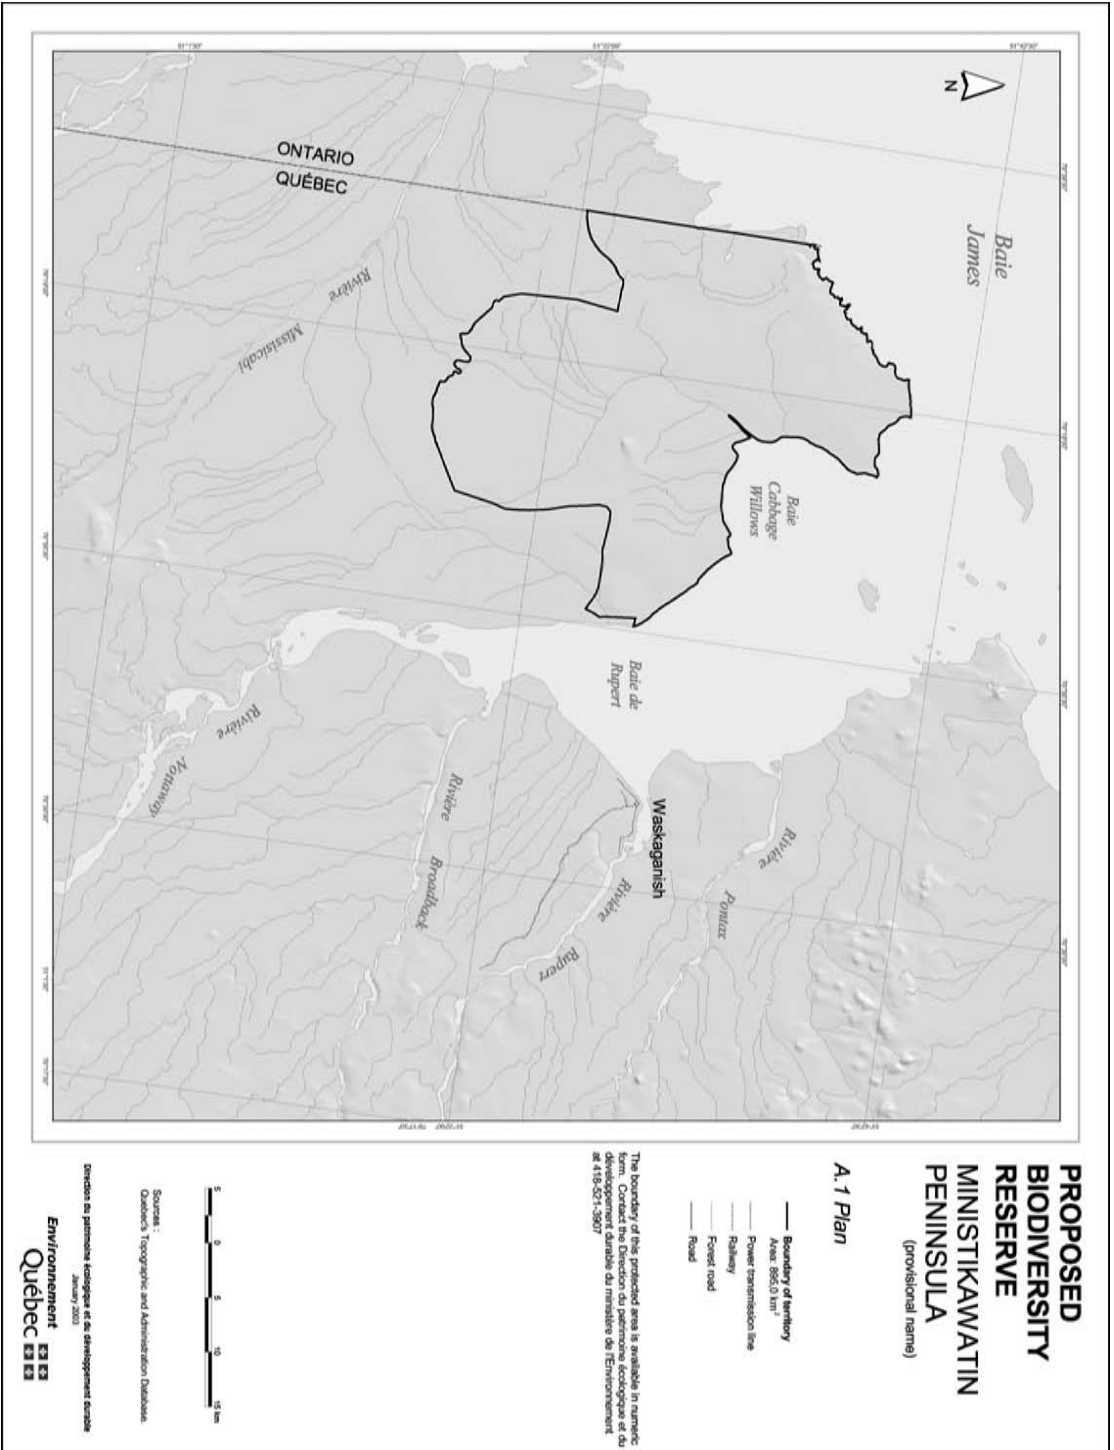 PROPOSED
BIODIVERSITY
RESERVE
MINISTIKAWATIN
PENINSULA
(provisional name)
A.1 Plan
Boundary of territory
Area: 895,0 km²
Power transmission line
Railway
Forest road
Road
The boundary of this protected area is available in numeric
form. Contact the Direction du patrimoine écologique et du
développement durable du ministère de l'Environnement
at 418-521-3907
5 0 5 10 15 km
Sources :
Quebec's Topographic and Administration Database.
Direction du patrimoine écologique et du développement durable
January 2003
Environnement
Québec
N
Baie
James
ONTARIO
QUÉBEC
Baie
Cabbage
Willows
Baie de
Rupert
Waskaganish
Rivière
Pontax
Rivière
Rupert
Rivière
Broadback
Rivière
Nottaway
Rivière
Missisicabi